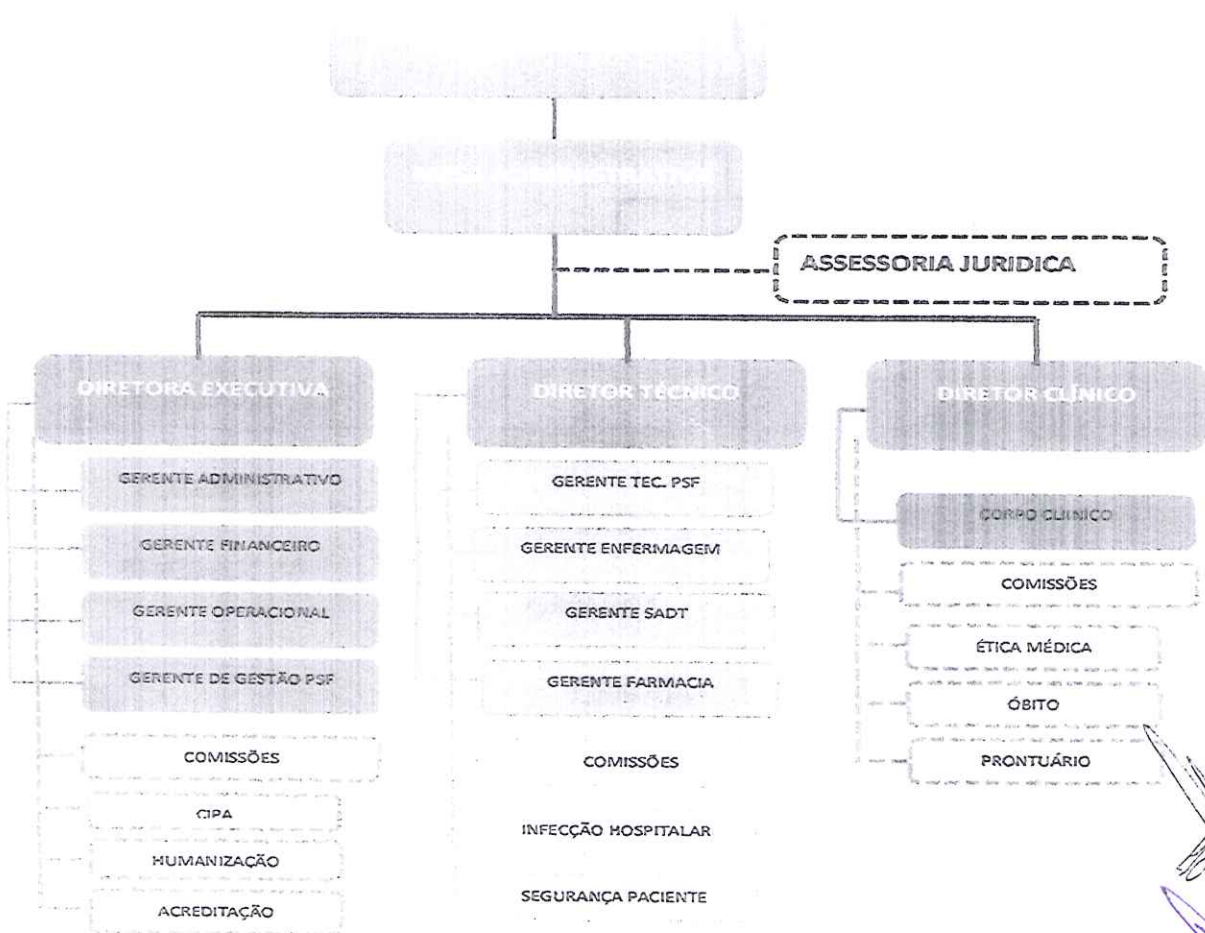 ASSESSORIA JURIDICA
DIRETORA EXECUTIVA
GERENTE ADMINISTRATIVO
GERENTE FINANCEIRO
GERENTE OPERACIONAL
GERENTE DE GESTÃO PSF
COMISSÕES
CIPA
HUMANIZAÇÃO
ACREDITAÇÃO
DIRETOR TÉCNICO
GERENTE TEC. PSF
GERENTE ENFERMAGEM
GERENTE SADT
GERENTE FARMACIA
COMISSÕES
INFECÇÃO HOSPITALAR
SEGURANÇA PACIENTE
DIRETOR CLÍNICO
CORPO CLINICO
COMISSÕES
ÉTICA MÉDICA
ÓBITO
PRONTUÁRIO